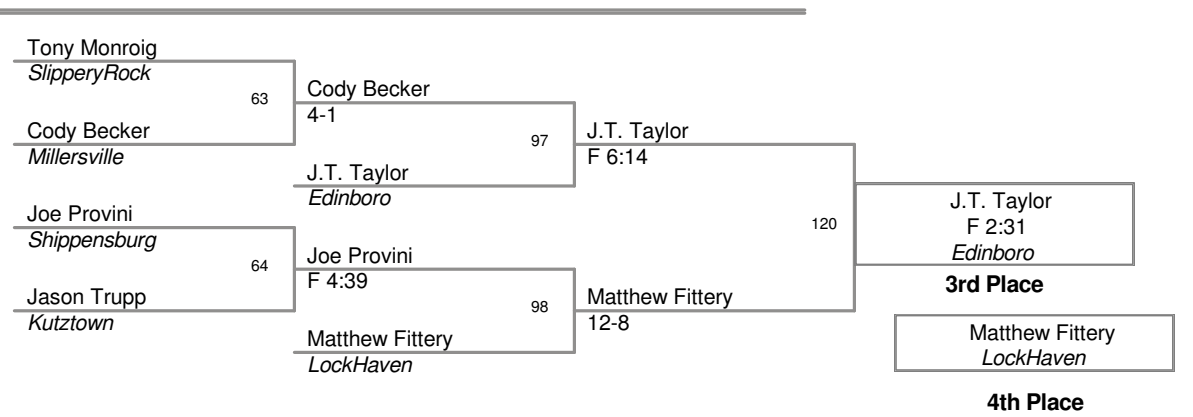 Tony Monroig
SlipperyRock
63
Cody Becker
Millersville
Cody Becker
4-1
97
J.T. Taylor
Edinboro
J.T. Taylor
F 6:14
Joe Provini
Shippensburg
64
Jason Trupp
Kutztown
Joe Provini
F 4:39
98
Matthew Fittery
LockHaven
Matthew Fittery
12-8
120
J.T. Taylor
F 2:31
Edinboro
3rd Place
Matthew Fittery
LockHaven
4th Place